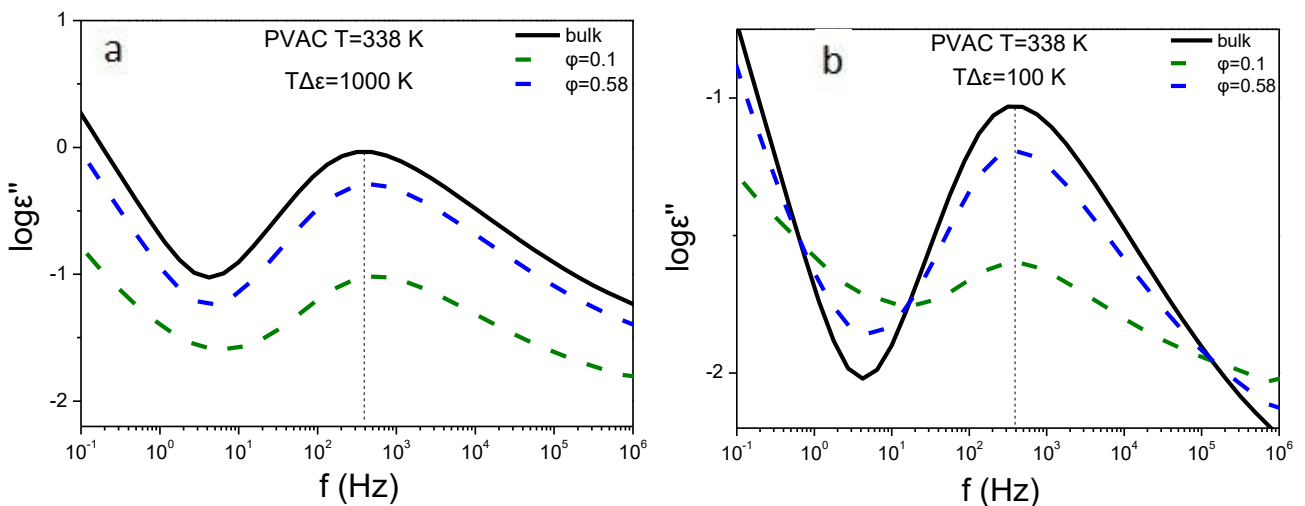 a
PVAC T=338 K
TΔε=1000 K
bulk
φ=0.1
φ=0.58
logε"
1
0
-1
-2
10⁻¹ 10⁰ 10¹ 10² 10³ 10⁴ 10⁵ 10⁶
f (Hz)
b
PVAC T=338 K
TΔε=100 K
bulk
φ=0.1
φ=0.58
logε"
-1
-2
10⁻¹ 10⁰ 10¹ 10² 10³ 10⁴ 10⁵ 10⁶
f (Hz)